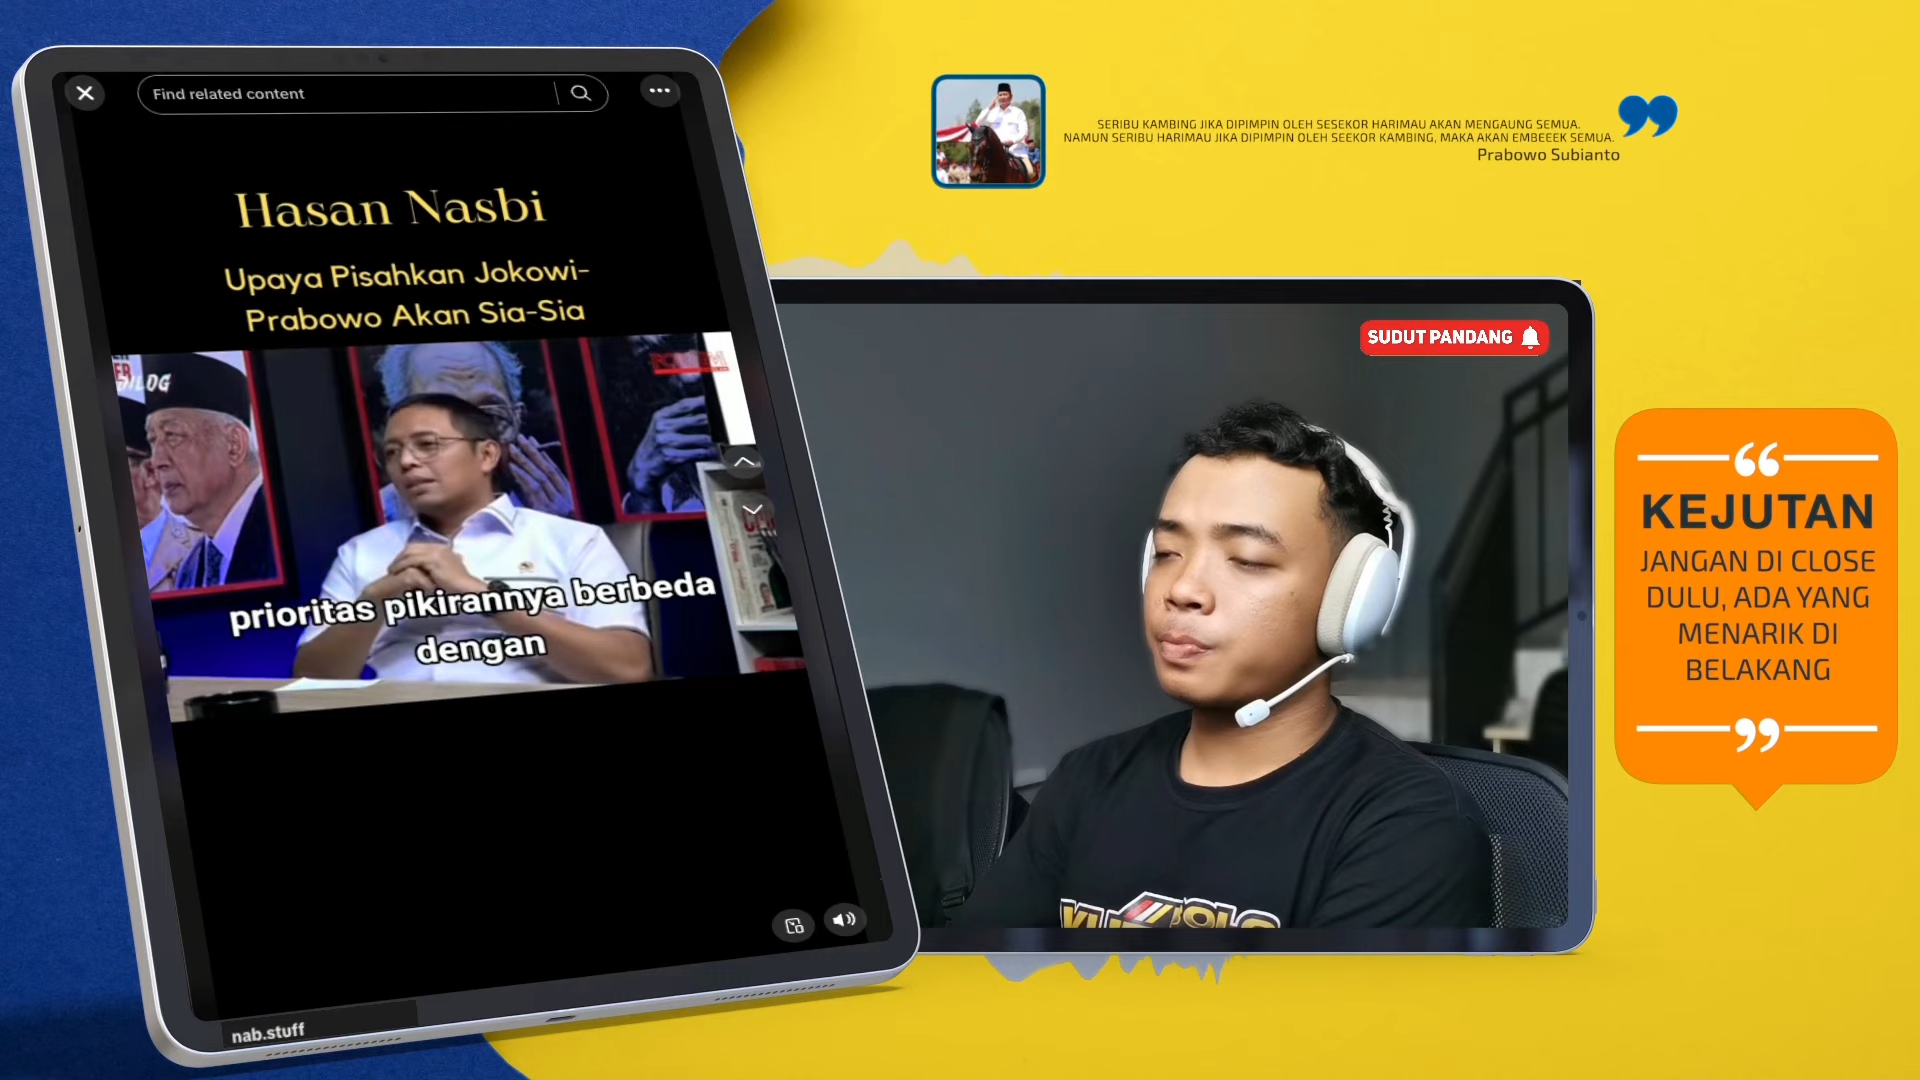 Find related content
Hasan Nasbi
Upaya Pisahkan Jokowi-
Prabowo Akan Sia-Sia
prioritas pikirannya berbeda
dengan
nab.stuff
SERIBU KAMBING JIKA DIPIMPIN OLEH SESEKOR HARIMAU AKAN MENGAUNG SEMUA.
NAMUN SERIBU HARIMAU JIKA DIPIMPIN OLEH SEEKOR KAMBING, MAKA AKAN EMBEEEK SEMUA.
Prabowo Subianto
SUDUT PANDANG
KEJUTAN
JANGAN DI CLOSE
DULU, ADA YANG
MENARIK DI
BELAKANG